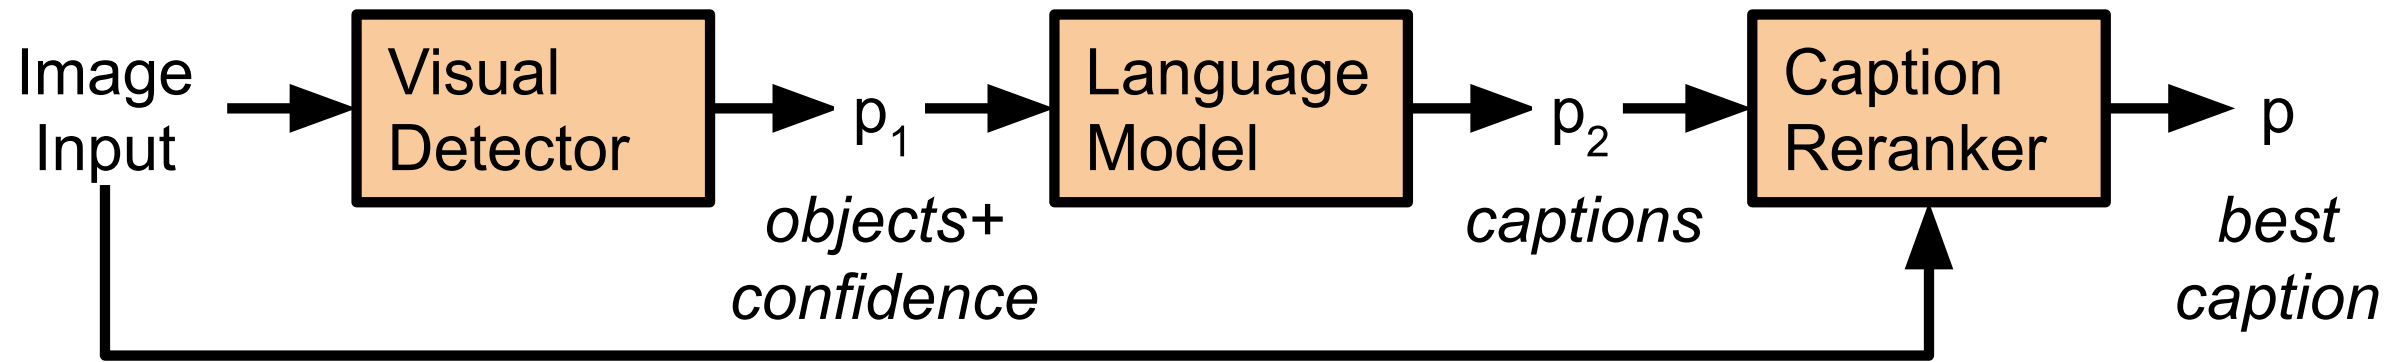 Image
Input
Visual
Detector
p1
objects+
confidence
Language
Model
p2
captions
Caption
Reranker
p
best
caption